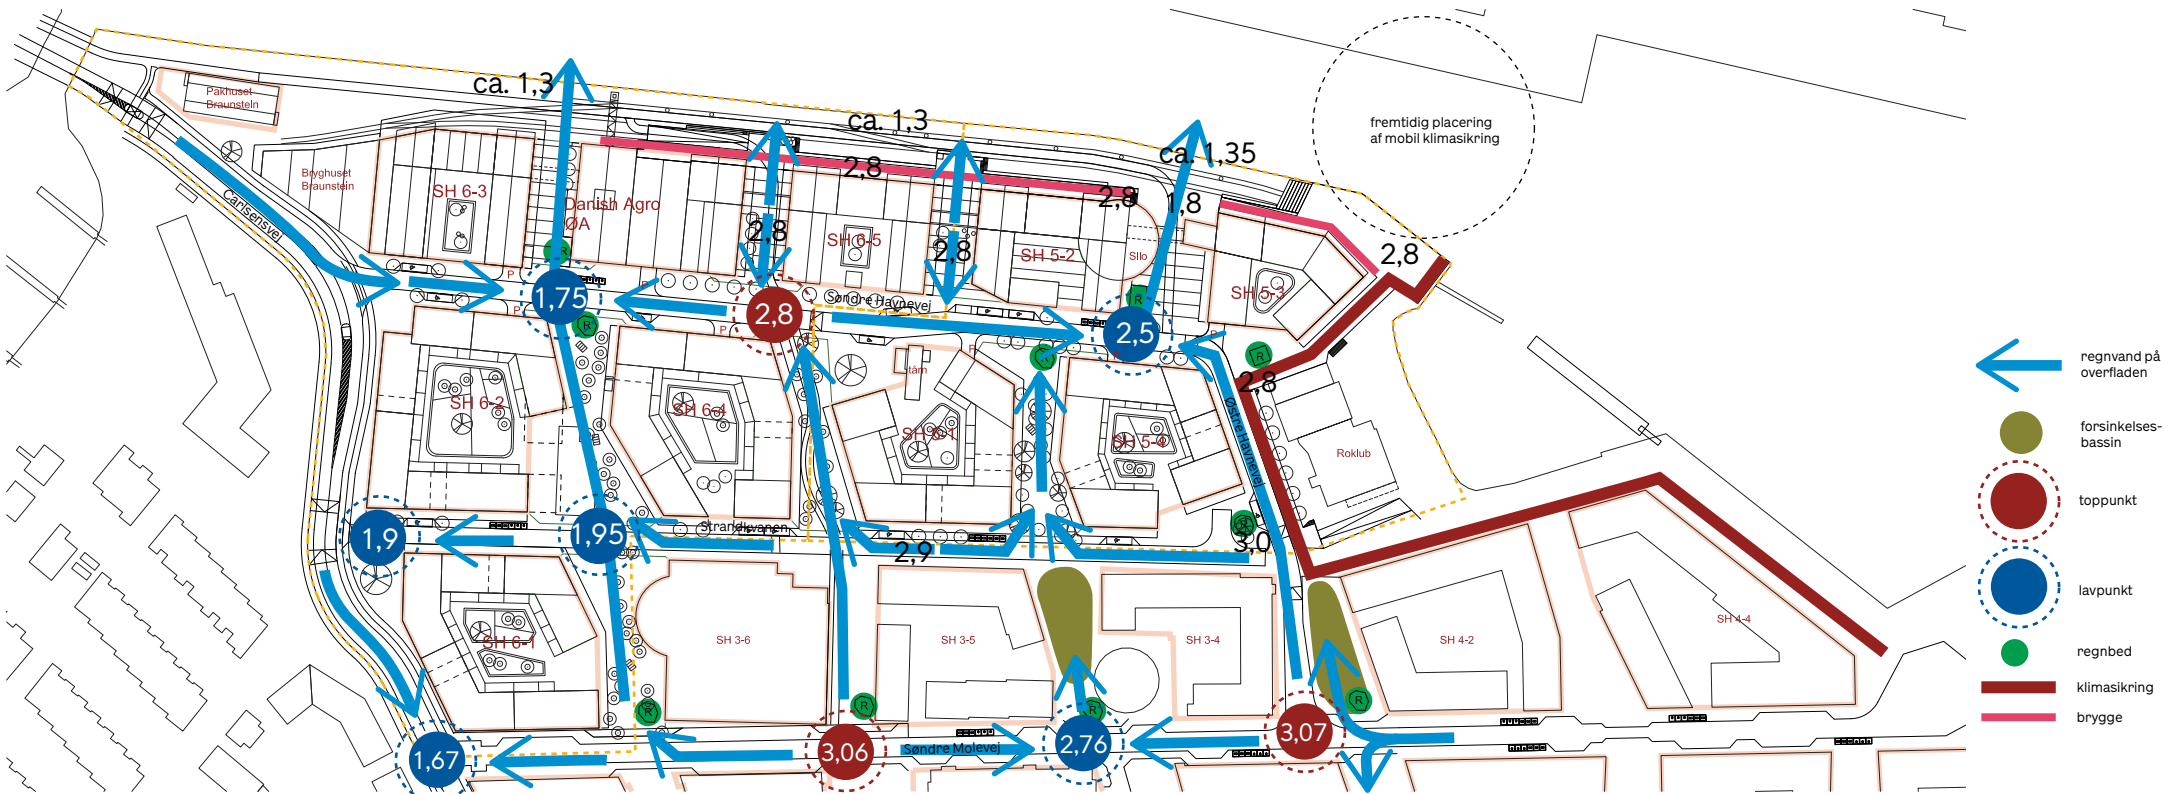 ca. 1,3
Pakhuset
Braunstein
ca. 1,3
fremtidig placering
af mobil klimasikring
ca. 1,35
Bryghuset
Braunstein
SH 6-3
2,8
2,8
1,8
Danish Agro
ØA
Carlsensvej
2,8
SH 6-5
2,8
SH 5-2
Silo
2,8
R
P
SH 5-3
1,75
P
R
Søndre Havnevej
2,8
P
P
R
P
2,5
P
R
R
tårn
2,8
SH 6-2
SH 6-4
SH 5-4
Østre Havnevej
Roklub
1,9
1,95
2,9
R
3,0
SH 6-1
SH 3-6
SH 3-5
SH 3-4
SH 4-2
SH 4-4
R
R
R
R
1,67
3,06
Søndre Molevej
2,76
3,07
regnvand på
overfladen
forsinkelses-
bassin
toppunkt
lavpunkt
regnbed
klimasikring
brygge